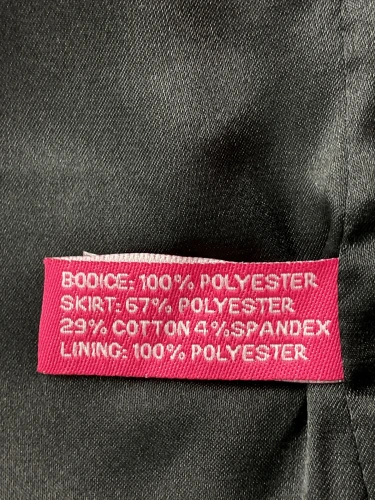 BODICE: 100% POLYESTER
SKIRT: 67% POLYESTER
29% COTTON 4% SPANDEX
LINING: 100% POLYESTER